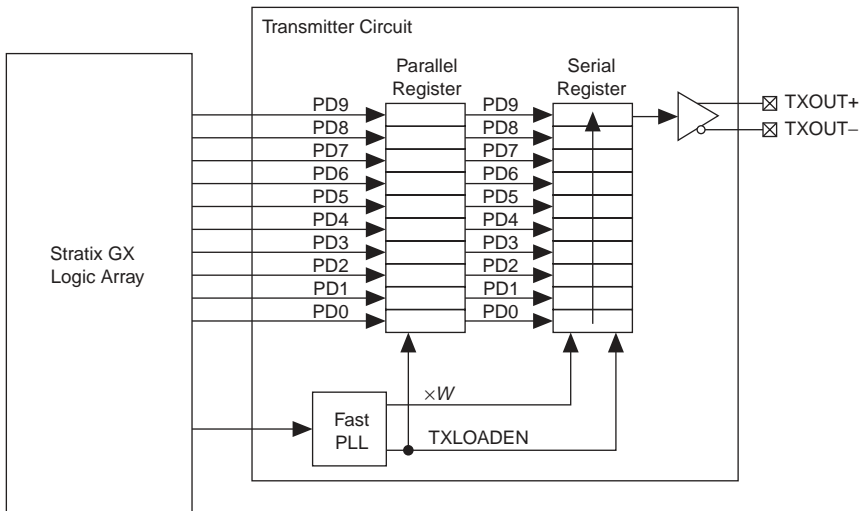 Transmitter Circuit
Parallel
Register
Serial
Register
PD9
PD9
TXOUT+
PD8
PD8
TXOUT−
PD7
PD7
PD6
PD6
PD5
PD5
PD4
PD4
Stratix GX
Logic Array
PD3
PD3
PD2
PD2
PD1
PD1
PD0
PD0
×W
Fast
PLL
TXLOADEN